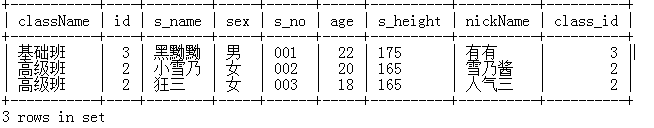 className | id | s_name | sex | s_no | age | s_height | nickName | class_id |
基础班 | 3 | 黑黝黝 | 男 | 001 | 22 | 175 | 有有 | 3 |
高级班 | 2 | 小雪乃 | 女 | 002 | 20 | 165 | 雪乃酱 | 2 |
高级班 | 2 | 狂三 | 女 | 003 | 18 | 165 | 人气三 | 2 |
3 rows in set